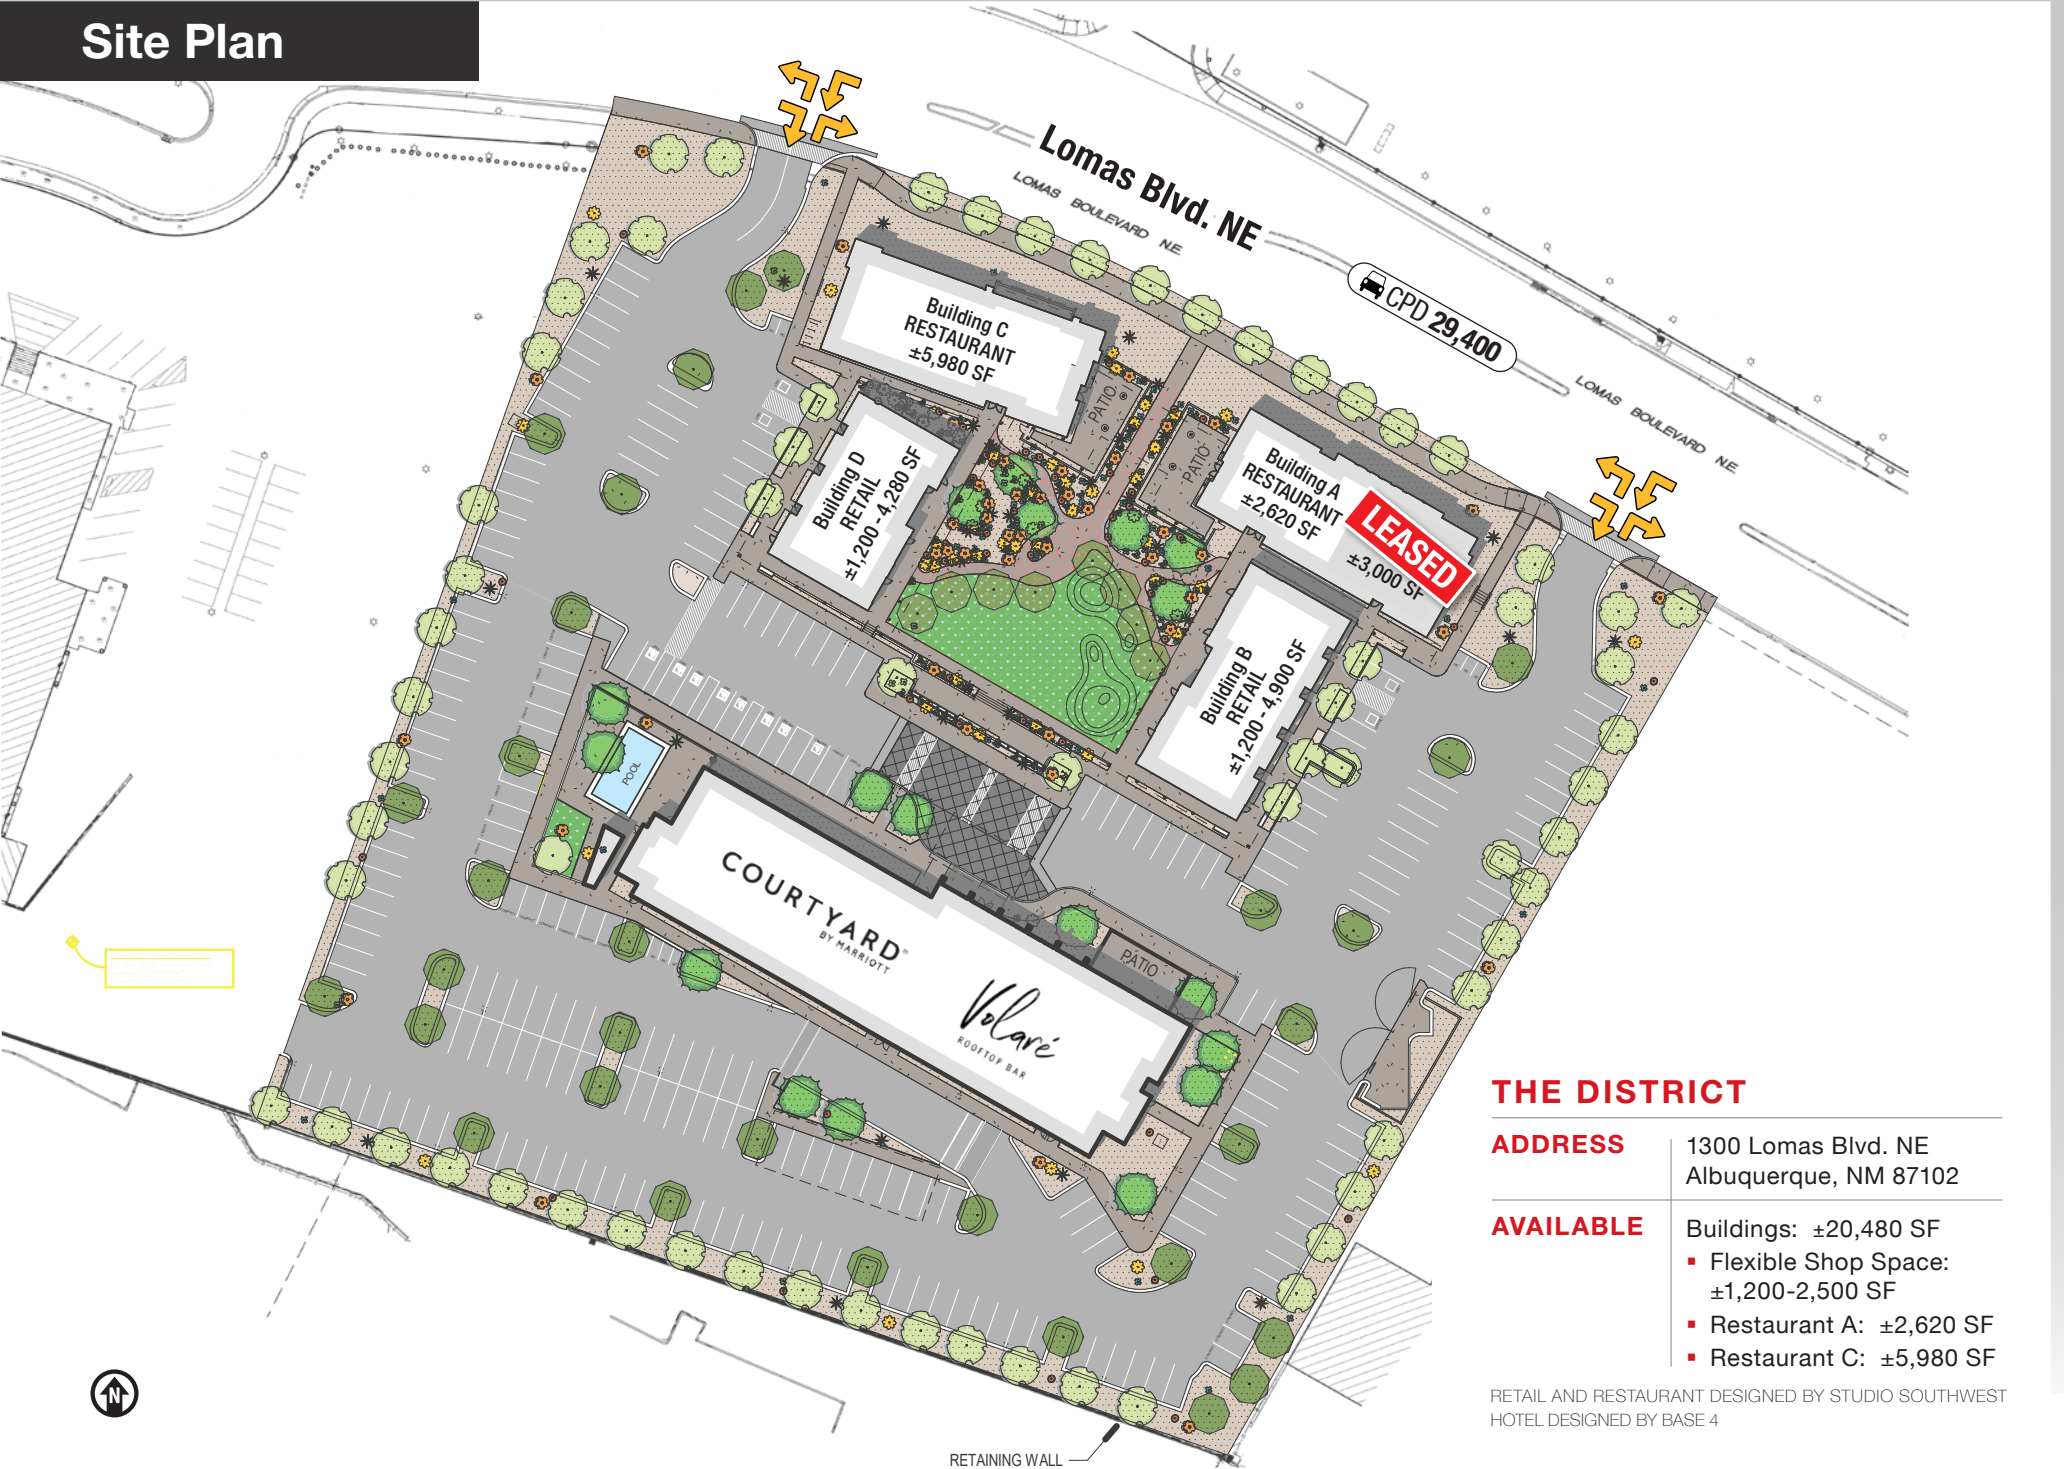 Site Plan
Lomas Blvd. NE
LOMAS BOULEVARD N.E.
CPD 29,400
LOMAS BOULEVARD N.E.
Building C
RESTAURANT
±5,980 SF
PATIO
PATIO
Building A
RESTAURANT
±2,620 SF
LEASED
±3,000 SF
Building D
RETAIL
±1,200 - 4,280 SF
Building B
RETAIL
±1,200 - 4,900 SF
POOL
COURTYARD
BY MARRIOTT
PATIO
Volaré
ROOFTOP BAR
THE DISTRICT
ADDRESS
1300 Lomas Blvd. NE
Albuquerque, NM 87102
AVAILABLE
Buildings: ±20,480 SF
▪ Flexible Shop Space:
±1,200-2,500 SF
▪ Restaurant A: ±2,620 SF
▪ Restaurant C: ±5,980 SF
RETAIL AND RESTAURANT DESIGNED BY STUDIO SOUTHWEST
HOTEL DESIGNED BY BASE 4
N
RETAINING WALL